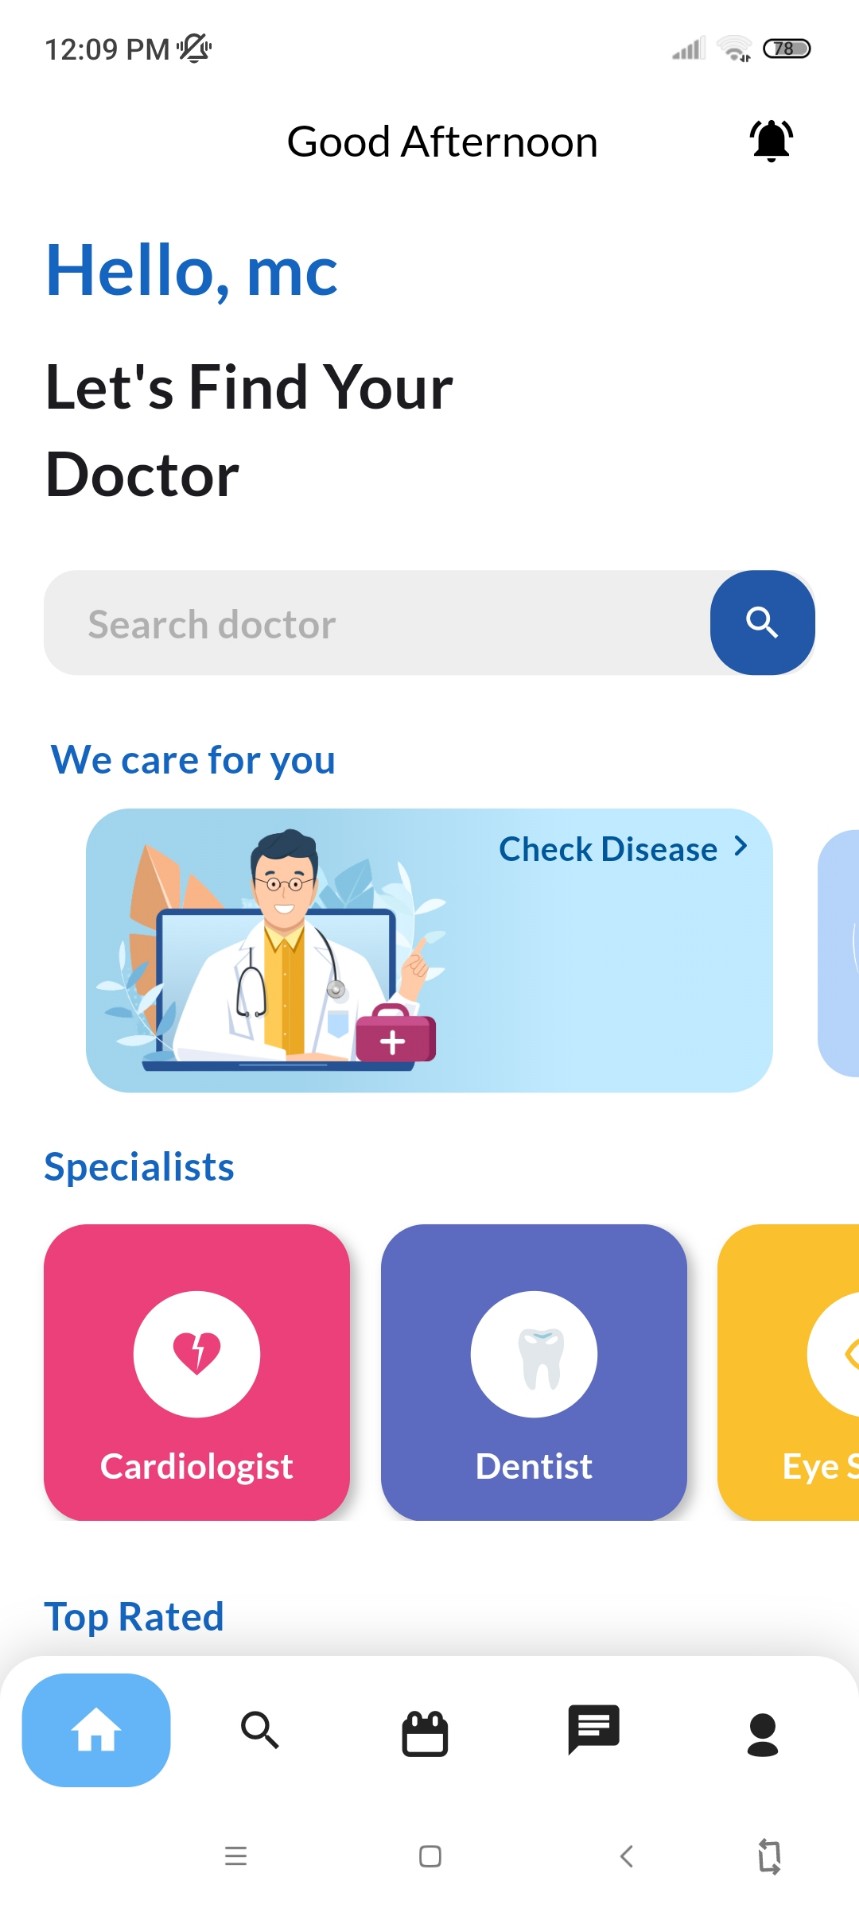 12:09 PM
78
Good Afternoon
Hello, mc
Let's Find Your
Doctor
Search doctor
We care for you
Check Disease
Specialists
Cardiologist
Dentist
Eye S
Top Rated